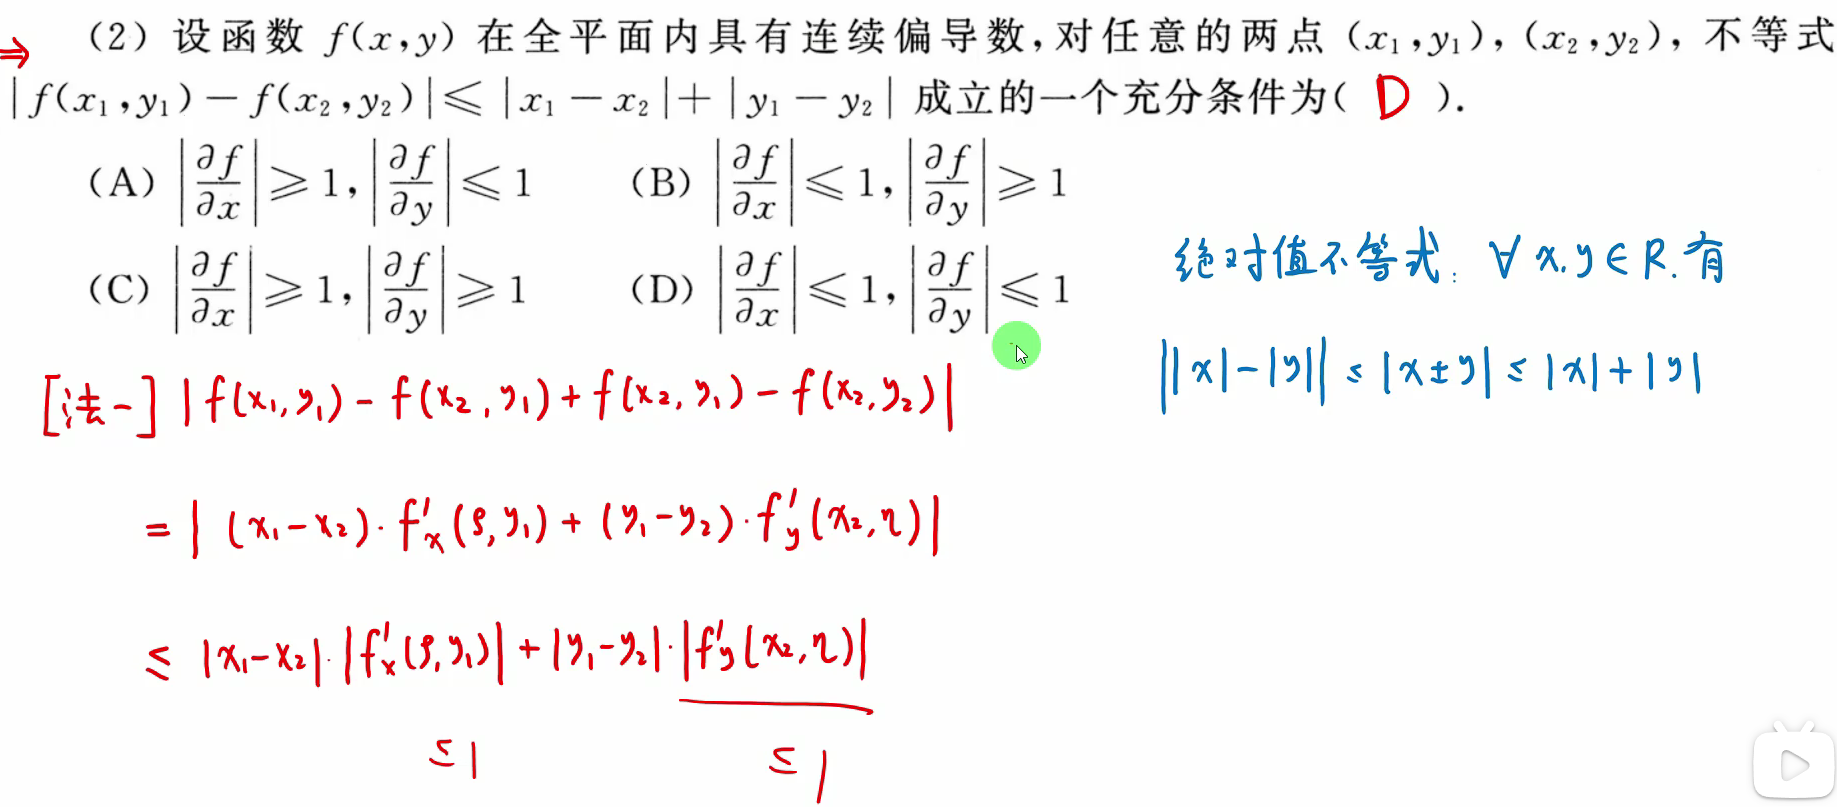 (2) 设函数 f(x,y) 在全平面内具有连续偏导数,对任意的两点 (x₁,y₁),(x₂,y₂),不等式
|f(x₁,y₁)-f(x₂,y₂)|≤|x₁-x₂|+|y₁-y₂| 成立的一个充分条件为( D ).
(A) |∂f/∂x|≥1,|∂f/∂y|≤1 (B) |∂f/∂x|≤1,|∂f/∂y|≥1
(C) |∂f/∂x|≥1,|∂f/∂y|≥1 (D) |∂f/∂x|≤1,|∂f/∂y|≤1
绝对值不等式: ∀ x,y∈R.有
||x|-|y|| ≤ |x±y| ≤ |x|+|y|
[法一] |f(x₁,y₁)-f(x₂,y₁)+f(x₂,y₁)-f(x₂,y₂)|
=|(x₁-x₂)·f'ₓ(ξ,y₁)+(y₁-y₂)·f'_y(x₂,η)|
≤ |x₁-x₂|·|f'ₓ(ξ,y₁)|+|y₁-y₂|·|f'_y(x₂,η)|
≤1 ≤1